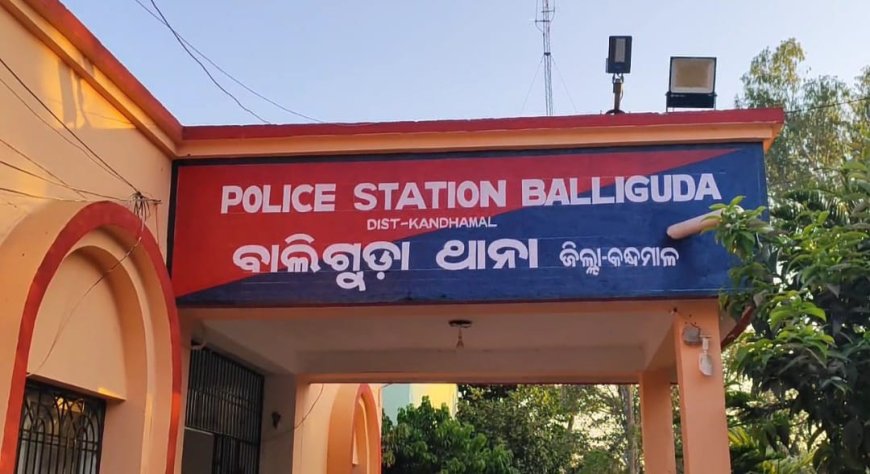 POLICE STATION BALLIGUDA
DIST-KANDHAMAL
ବାଲିଗୁଡ଼ା ଥାନା ଜିଲ୍ଲା-କନ୍ଧମାଳ